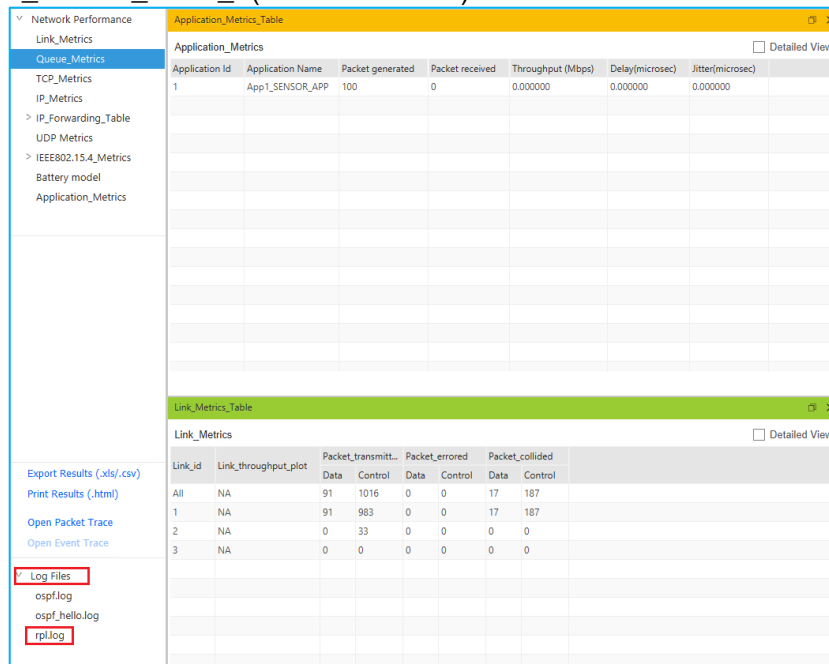 Network Performance
Link_Metrics
Queue_Metrics
TCP_Metrics
IP_Metrics
IP_Forwarding_Table
UDP Metrics
IEEE802.15.4_Metrics
Battery model
Application_Metrics
Export Results (.xls/.csv)
Print Results (.html)
Open Packet Trace
Open Event Trace
Log Files
ospf.log
ospf_hello.log
rpl.log
Application_Metrics_Table
Application_Metrics
Detailed View
Application Id Application Name Packet generated Packet received Throughput (Mbps) Delay(microsec) Jitter(microsec)
1 App1_SENSOR_APP 100 0 0.000000 0.000000 0.000000
Link_Metrics_Table
Link_Metrics
Detailed View
Link_id Link_throughput_plot Packet_transmitt... Packet_errored Packet_collided
Data Control Data Control Data Control
All NA 91 1016 0 0 17 187
1 NA 91 983 0 0 17 187
2 NA 0 33 0 0 0 0
3 NA 0 0 0 0 0 0